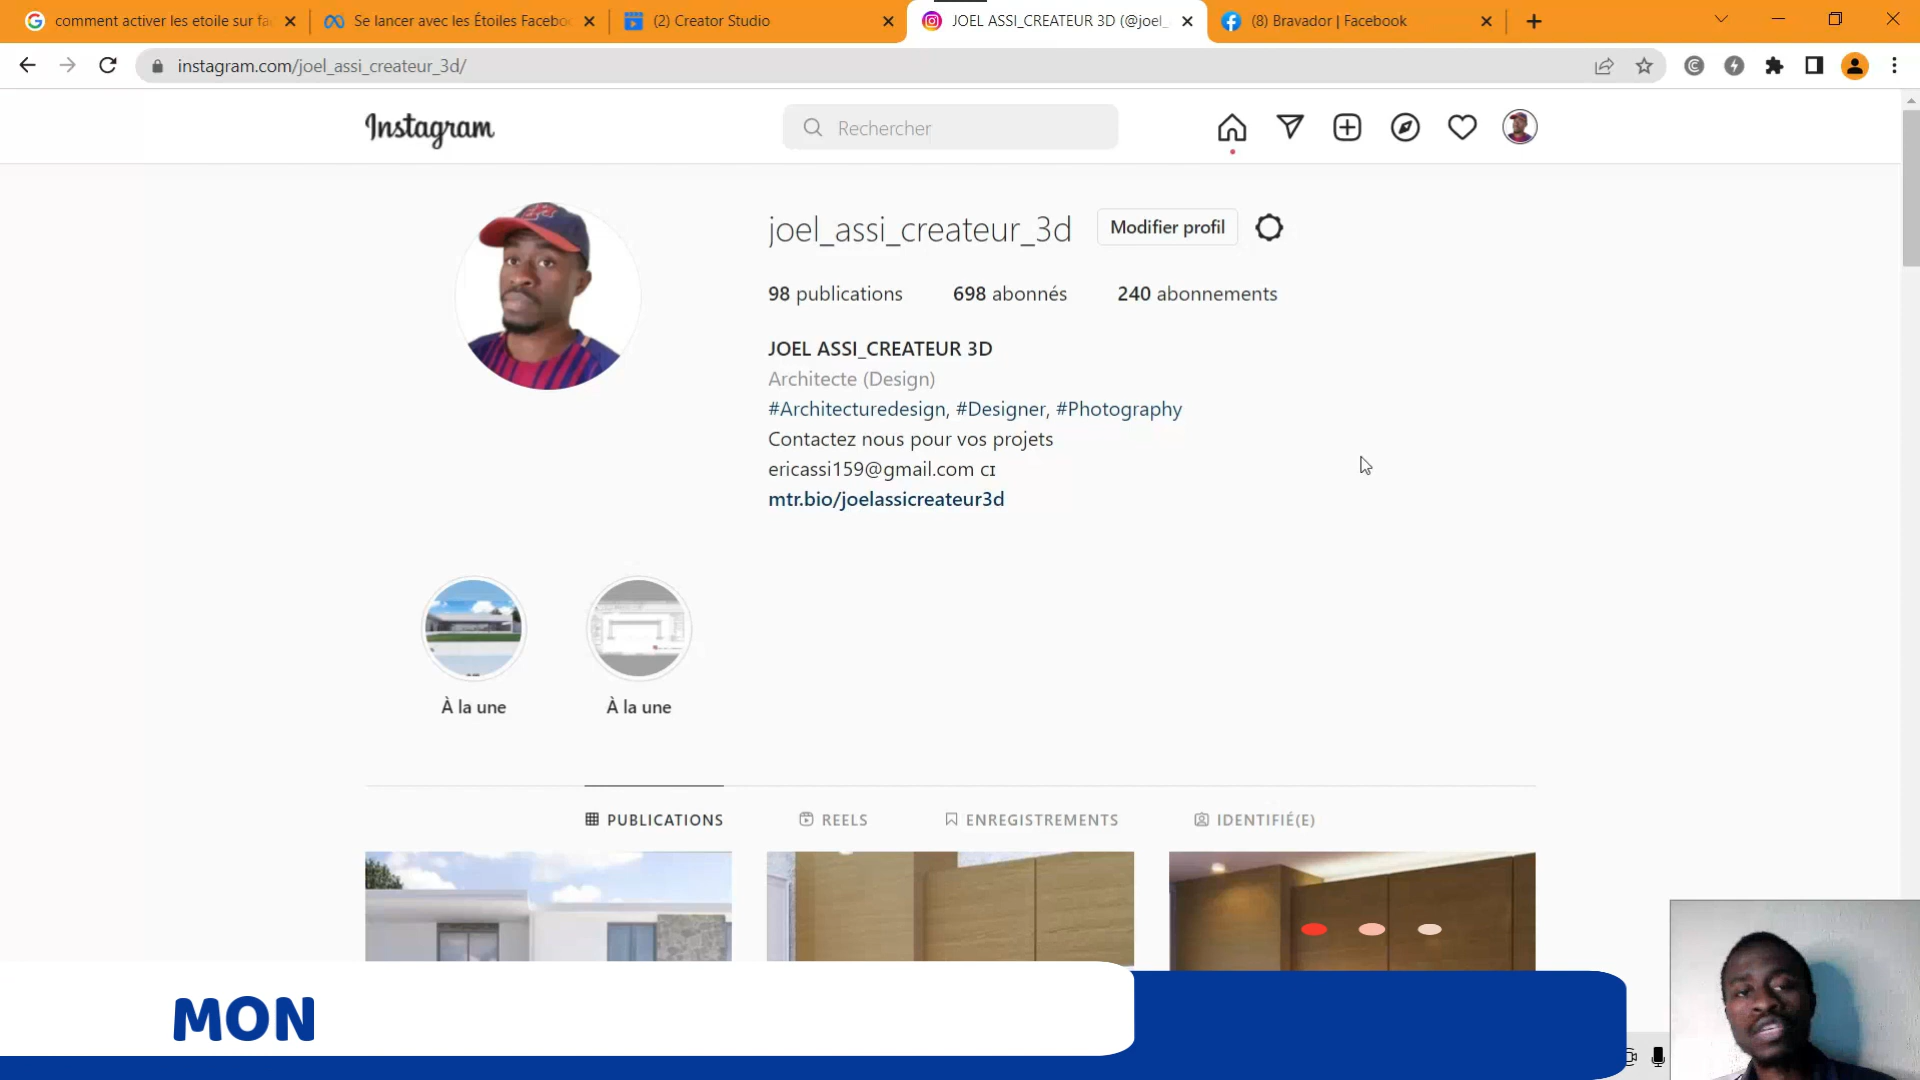 comment activer les etoile sur fa
Se lancer avec les Étoiles Facebo
(2) Creator Studio
JOEL ASSI_CREATEUR 3D (@joel_
(8) Bravador | Facebook
instagram.com/joel_assi_createur_3d/
Instagram
Rechercher
joel_assi_createur_3d
Modifier profil
98 publications
698 abonnés
240 abonnements
JOEL ASSI_CREATEUR 3D
Architecte (Design)
#Architecturedesign, #Designer, #Photography
Contactez nous pour vos projets
ericassi159@gmail.com cɪ
mtr.bio/joelassicreateur3d
À la une
À la une
PUBLICATIONS
REELS
ENREGISTREMENTS
IDENTIFIÉ(E)
MON